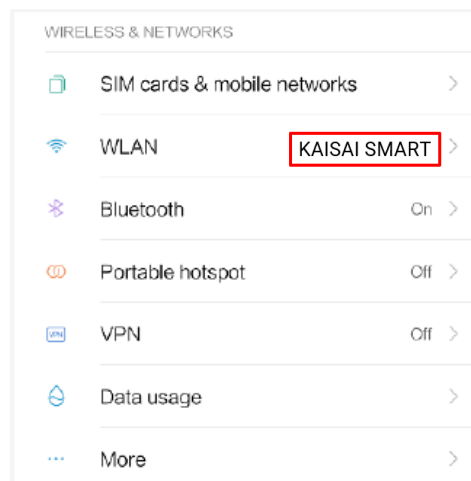 WIRELESS & NETWORKS
SIM cards & mobile networks
WLAN KAISAI SMART
Bluetooth On
Portable hotspot Off
VPN VPN Off
Data usage
More